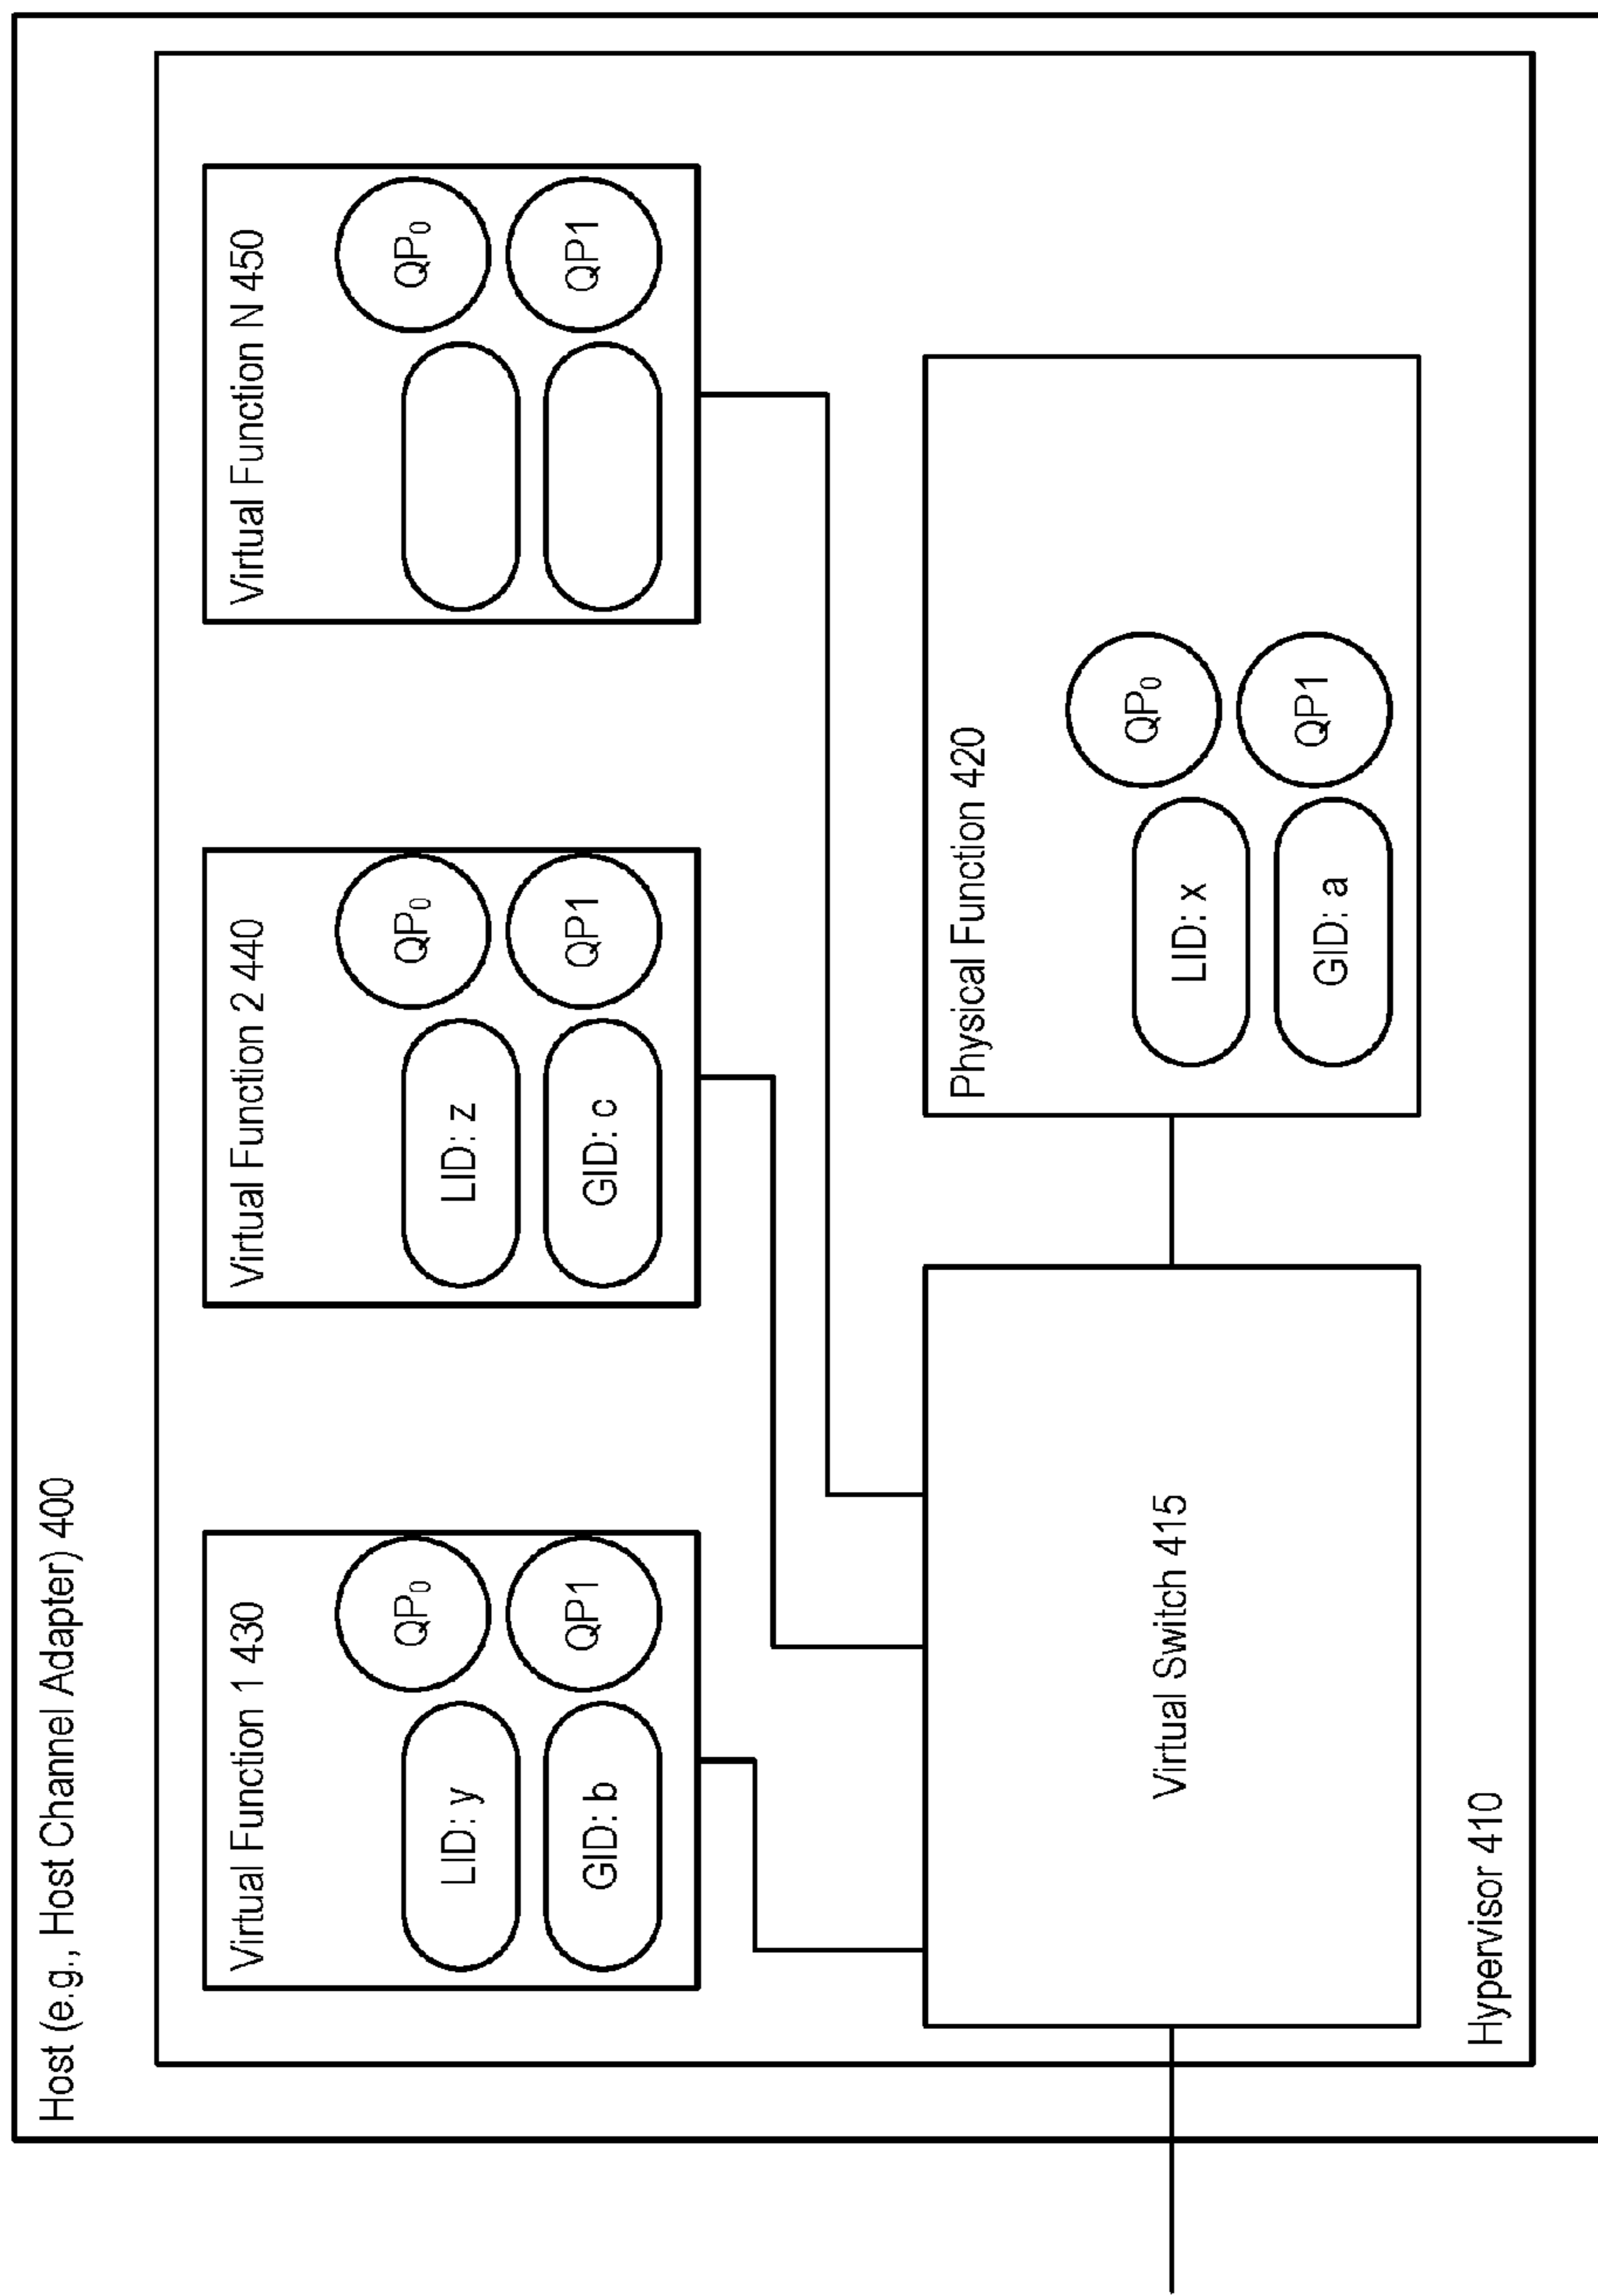 Host (e.g., Host Channel Adapter) 400
Virtual Function 1 430
QP₀
LID: y
QP1
GID: b
Virtual Function 2 440
QP₀
LID: z
QP1
GID: c
Virtual Function N 450
QP₀
QP1
Virtual Switch 415
Physical Function 420
QP₀
LID: x
QP1
GID: a
Hypervisor 410